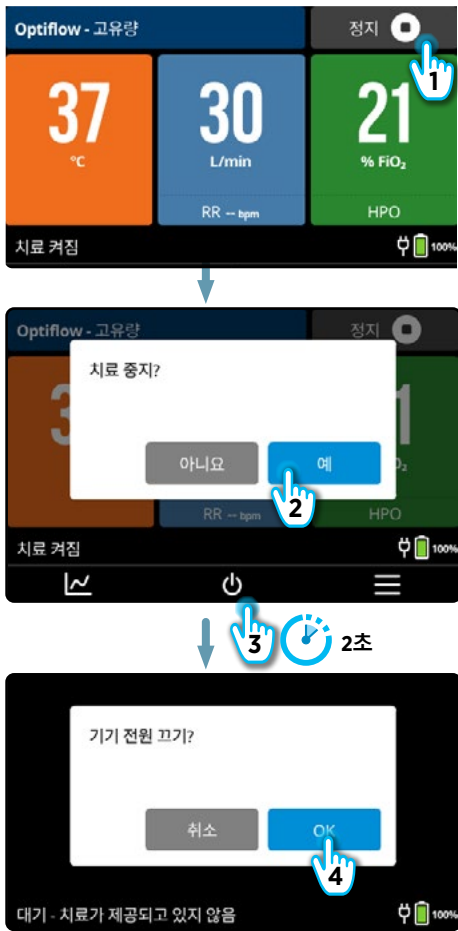 Optiflow - 고유량
정지
1
37
°C
30
L/min
RR -- bpm
21
% FiO₂
HPO
치료 켜짐
100%
Optiflow - 고유량
정지
치료 중지?
아니요
예
2
RR -- bpm
HPO
치료 켜짐
100%
3
2초
기기 전원 끄기?
취소
OK
4
대기 - 치료가 제공되고 있지 않음
100%